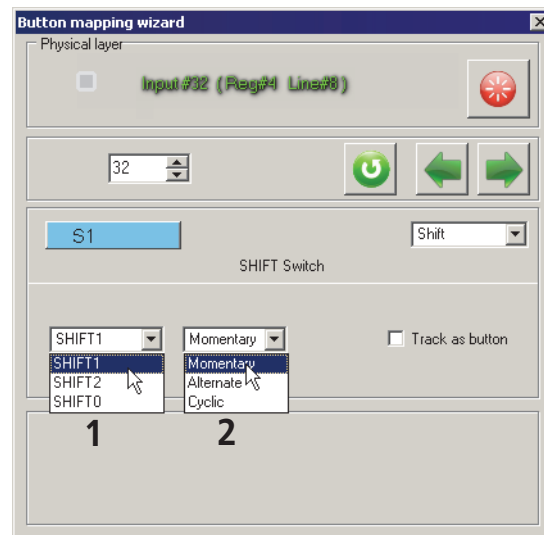 Button mapping wizard
Physical layer
Input#32 (Reg#4 Line#8)
32
S1
Shift
SHIFT Switch
SHIFT1
Momentary
Track as button
SHIFT1
Momentary
SHIFT2
Alternate
SHIFT0
Cyclic
1
2